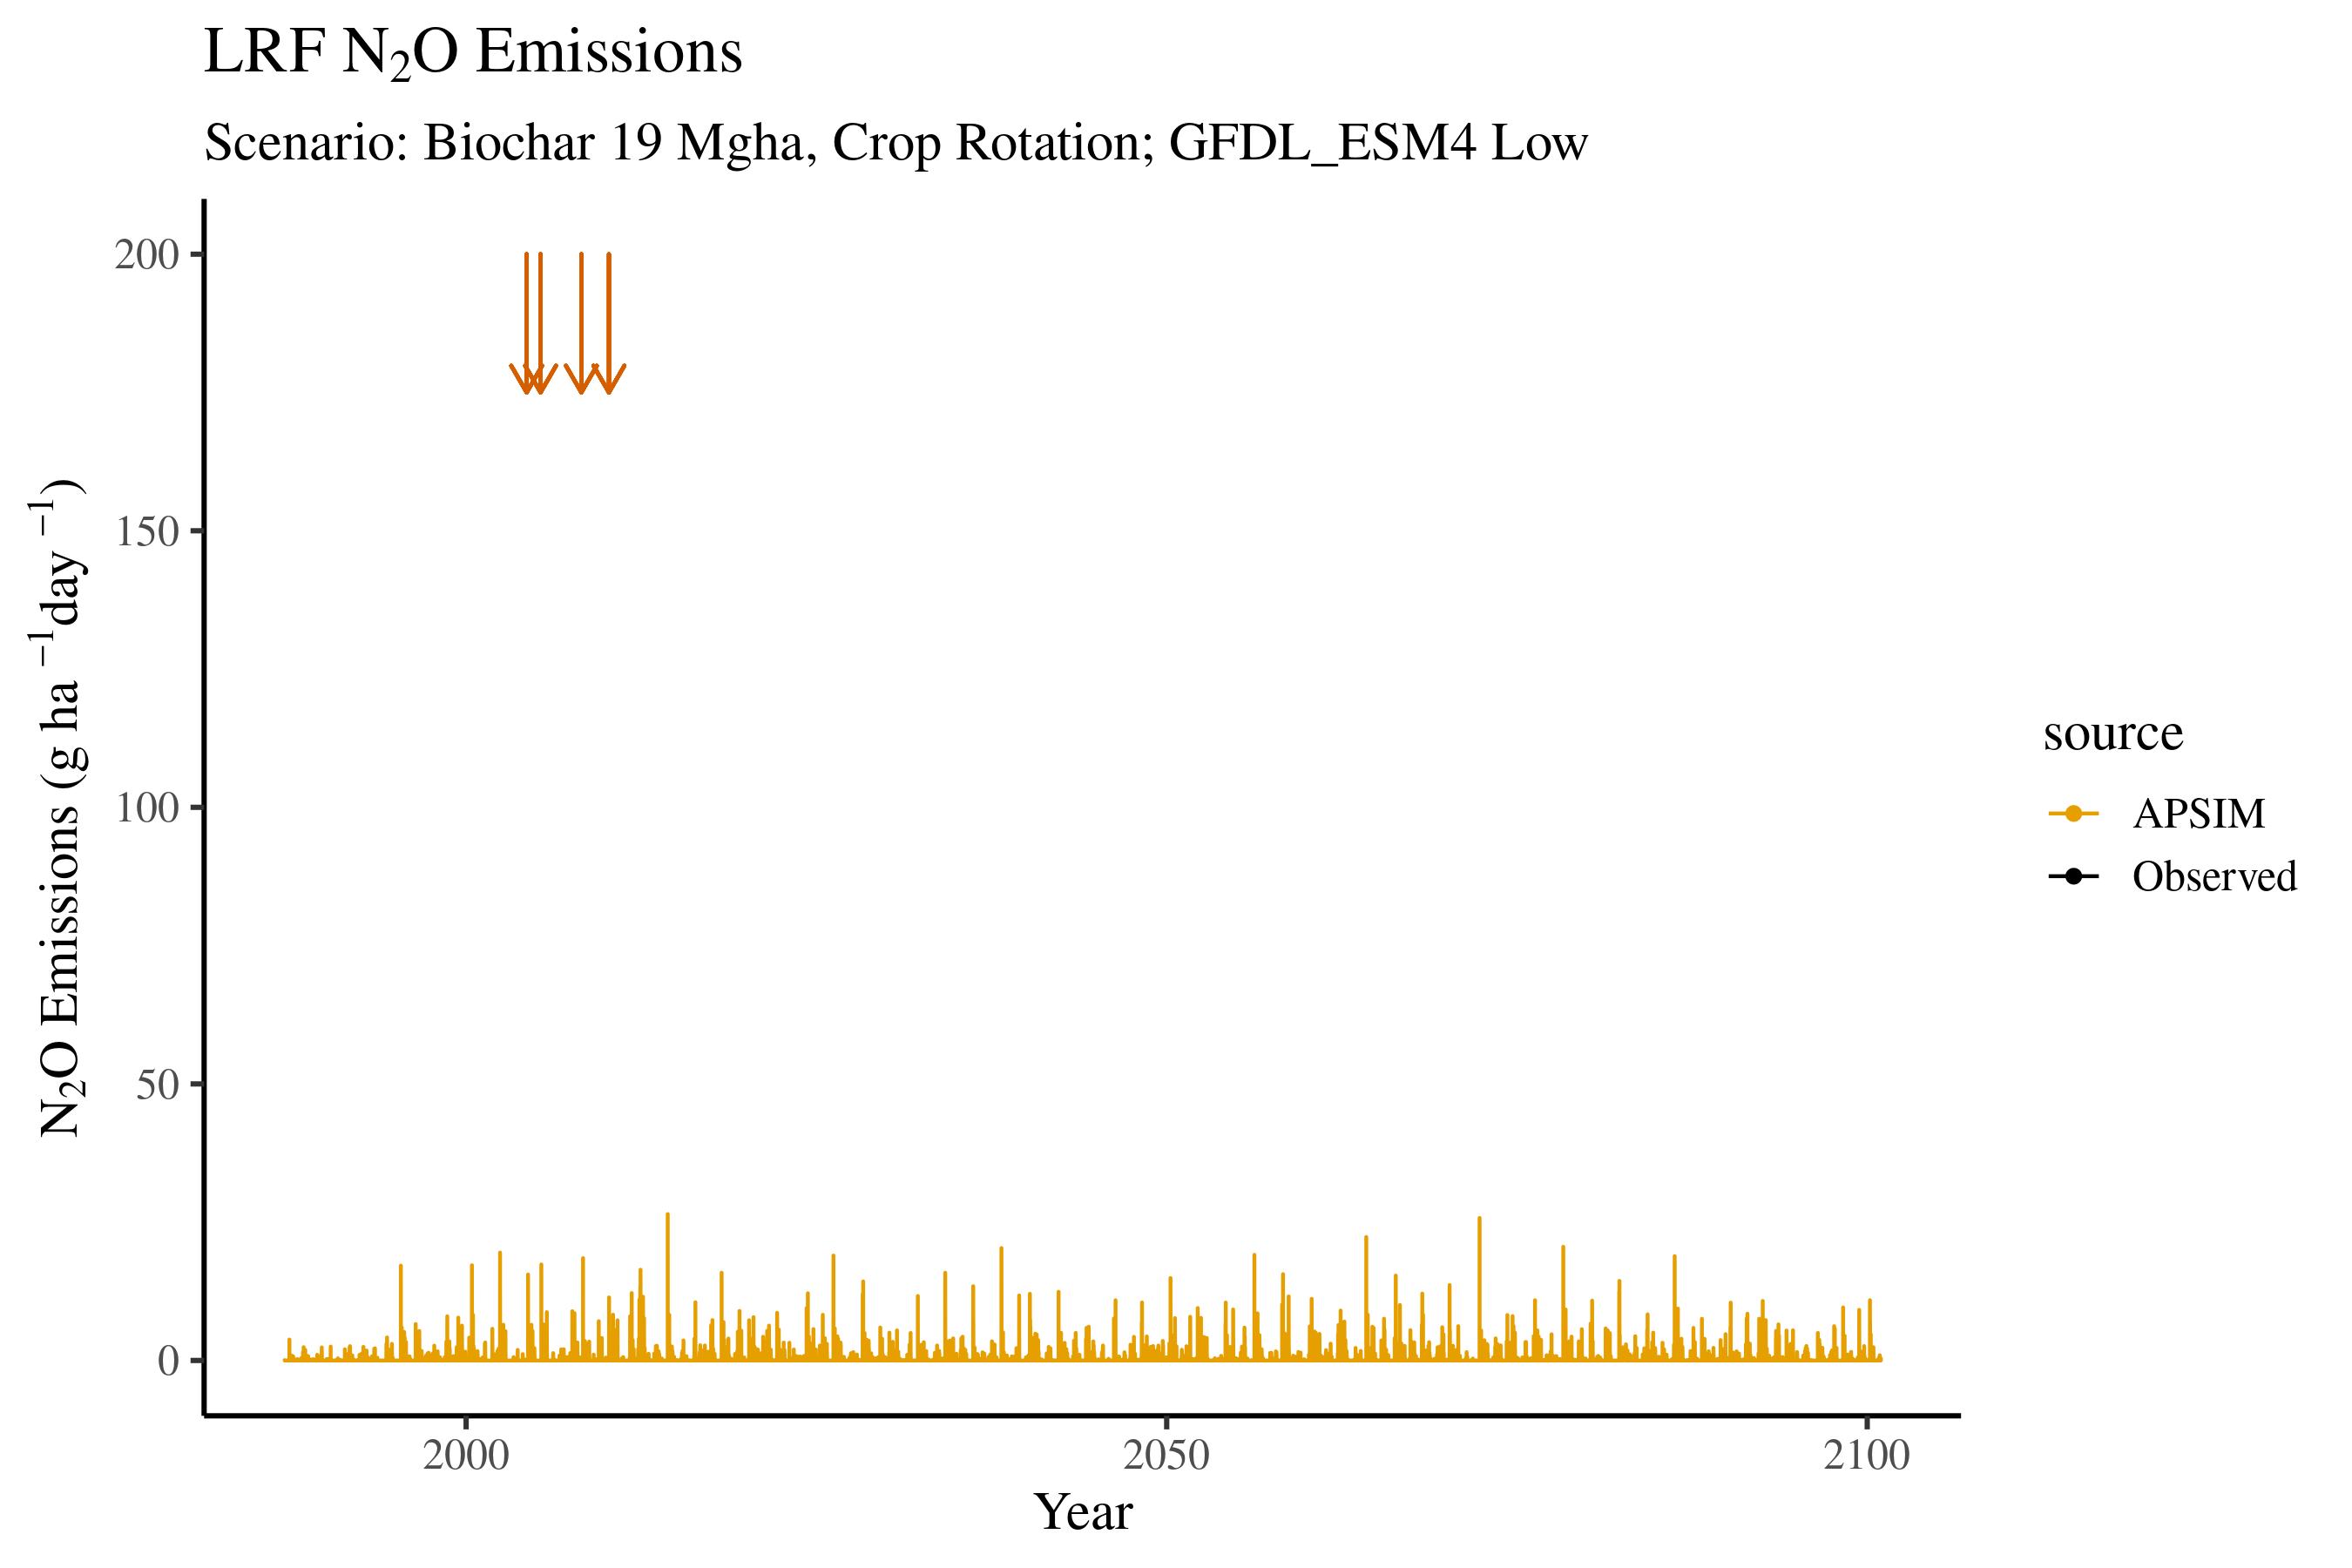 LRF N₂O Emissions
Scenario: Biochar 19 Mgha, Crop Rotation; GFDL_ESM4 Low
N₂O Emissions (g ha ⁻¹day ⁻¹)
200
150
100
50
0
2000
2050
2100
Year
source
APSIM
Observed